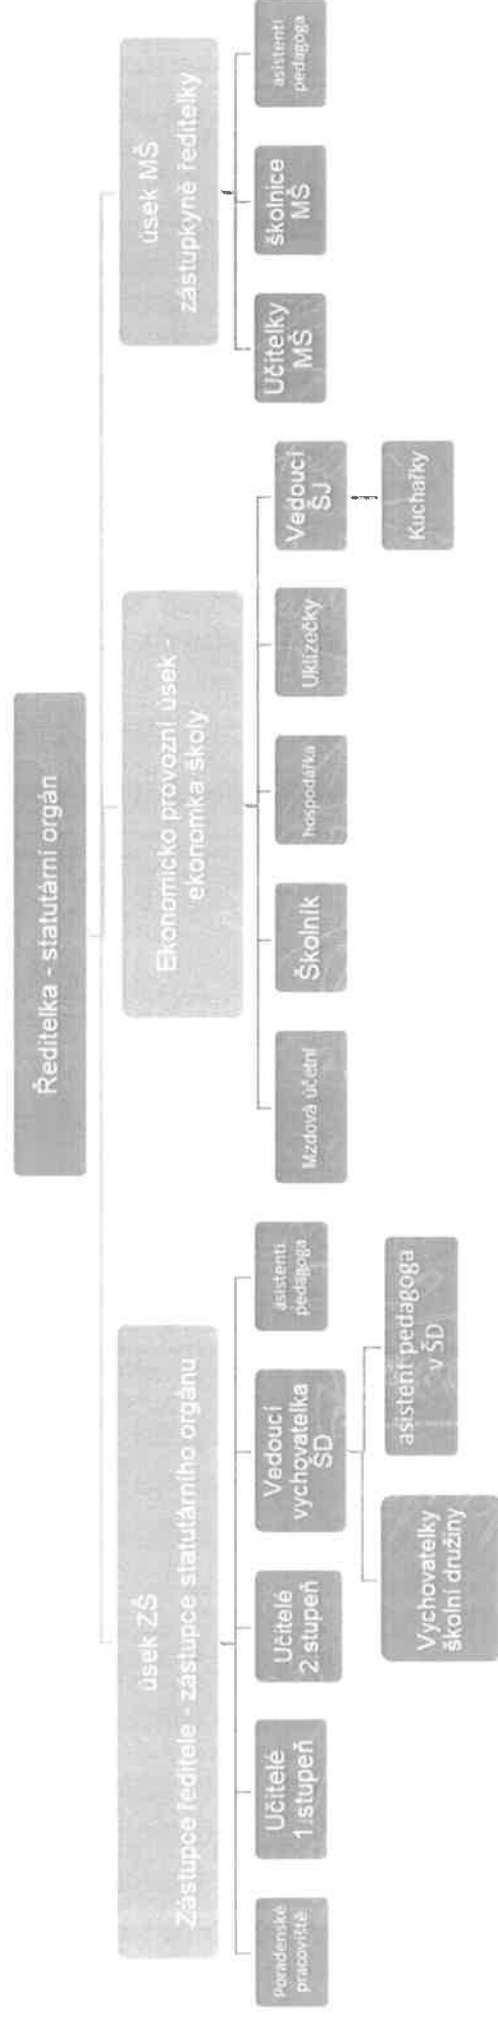 Ředitelka - statutární orgán
úsek ZŠ
Zástupce ředitele - zástupce statutárního orgánu
Poradenské
pracoviště
Učitelé
1.stupeň
Učitelé
2.stupeň
Vedoucí
vychovatelka
ŠD
Vychovatelky
školní družiny
asistent pedagoga
v ŠD
asistenti
pedagoga
Ekonomicko provozní úsek -
ekonomka školy
Mzdová účetní
Školník
hospodářka
Uklízečky
Vedoucí
ŠJ
Kuchařky
úsek MŠ
zástupkyně ředitelky
Učitelky
MŠ
školnice
MŠ
asistenti
pedagoga